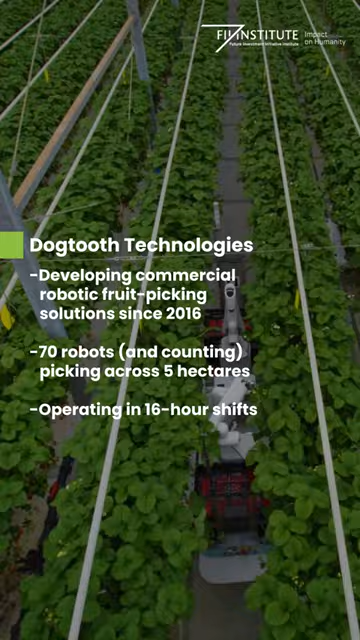 FII INSTITUTE
Future Investment Initiative Institute
Impact
on Humanity
Dogtooth Technologies
-Developing commercial
robotic fruit-picking
solutions since 2016
-70 robots (and counting)
picking across 5 hectares
-Operating in 16-hour shifts